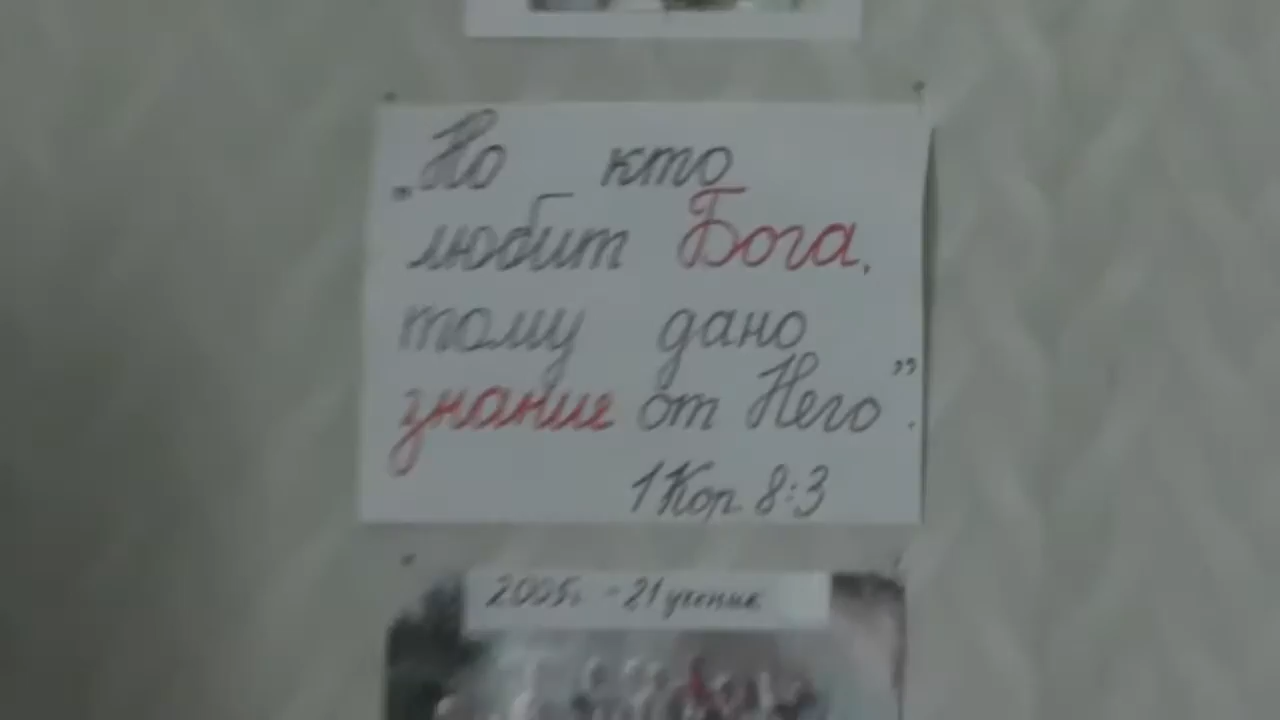 „Но кто
любит Бога,
тому дано
знание от Него”.
1 Кор. 8:3
2005г. - 21 ученик